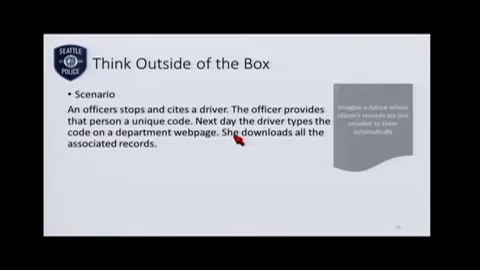 SEATTLE
POLICE
Think Outside of the Box
• Scenario
An officers stops and cites a driver. The officer provides
that person a unique code. Next day the driver types the
code on a department webpage. She downloads all the
associated records.
Imagine a future where
citizen's records are just
emailed to them
automatically